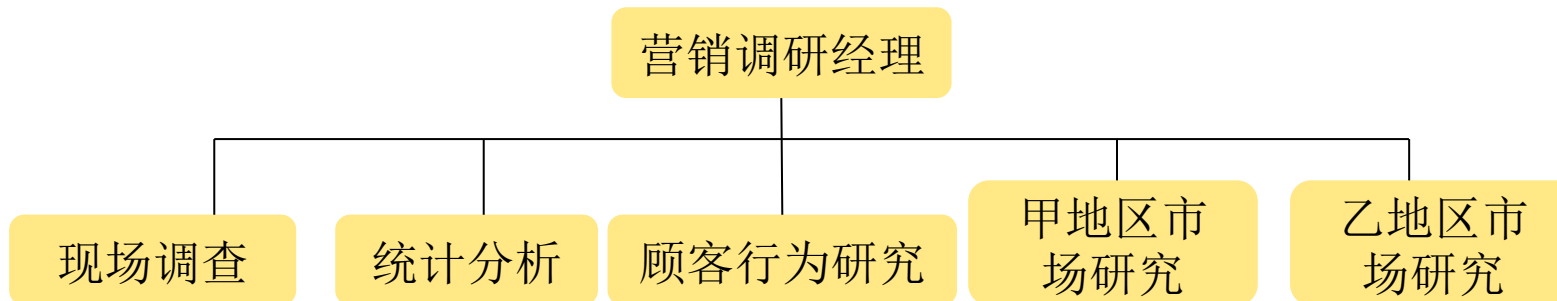 营销调研经理
现场调查
统计分析
顾客行为研究
甲地区市
场研究
乙地区市
场研究